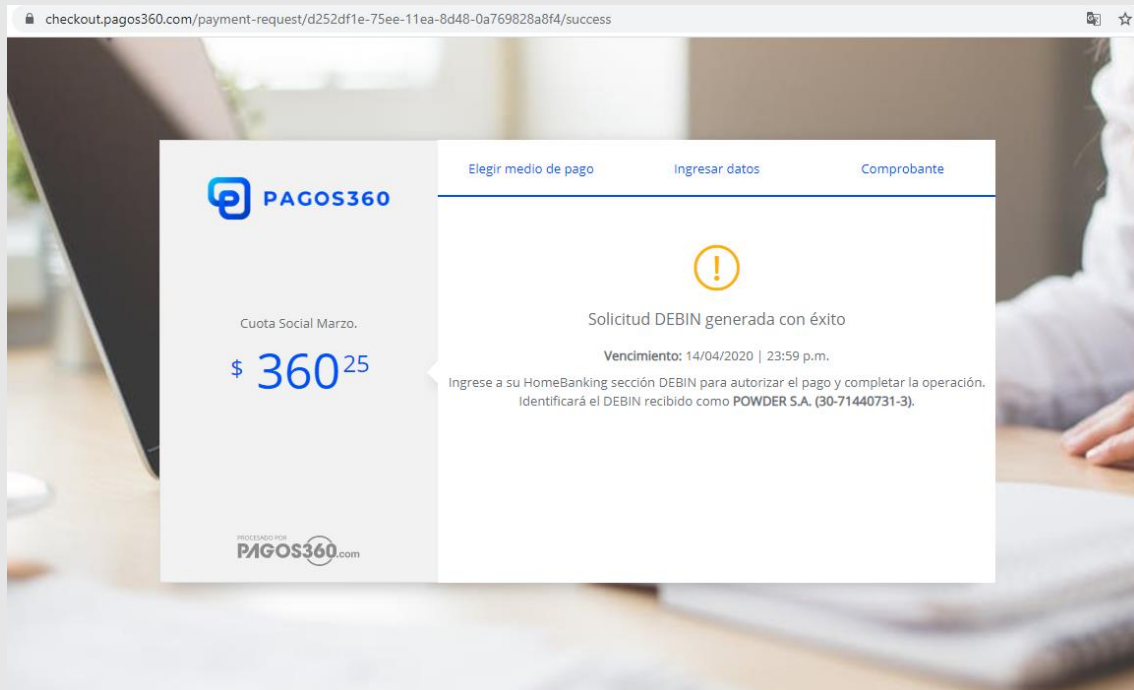 checkout.pagos360.com/payment-request/d252df1e-75ee-11ea-8d48-0a769828a8f4/success
PAGOS360
Cuota Social Marzo.
$ 360 25
PROCESADO POR
PAGOS360.com
Elegir medio de pago Ingresar datos Comprobante
!
Solicitud DEBIN generada con éxito
Vencimiento: 14/04/2020 | 23:59 p.m.
Ingrese a su HomeBanking sección DEBIN para autorizar el pago y completar la operación.
Identificará el DEBIN recibido como POWDER S.A. (30-71440731-3).